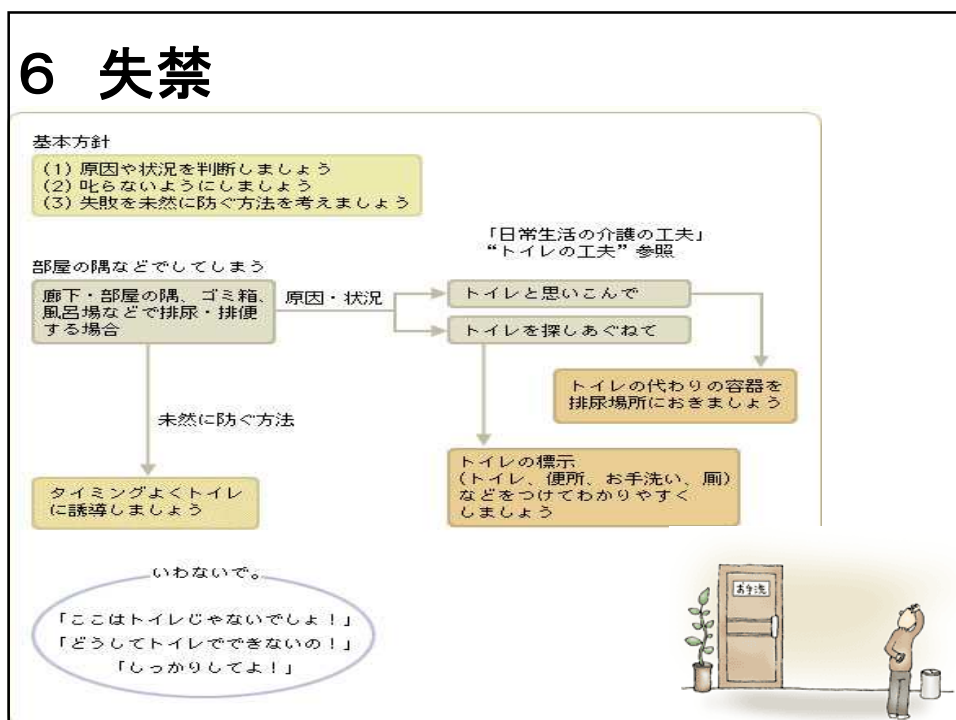 ６　失禁
基本方針
(1) 原因や状況を判断しましょう
(2) 叱らないようにしましょう
(3) 失敗を未然に防ぐ方法を考えましょう
「日常生活の介護の工夫」
“トイレの工夫”参照
部屋の隅などでしてしまう
廊下・部屋の隅、ゴミ箱、
風呂場などで排尿・排便
する場合
原因・状況
トイレと思いこんで
トイレを探しあぐねて
トイレの代わりの容器を
排尿場所におきましょう
未然に防ぐ方法
トイレの標示
(トイレ、便所、お手洗い、厠)
などをつけてわかりやすく
しましょう
タイミングよくトイレ
に誘導しましょう
いわないで。
「ここはトイレじゃないでしょ！」
「どうしてトイレでできないの！」
「しっかりしてよ！」
お手洗